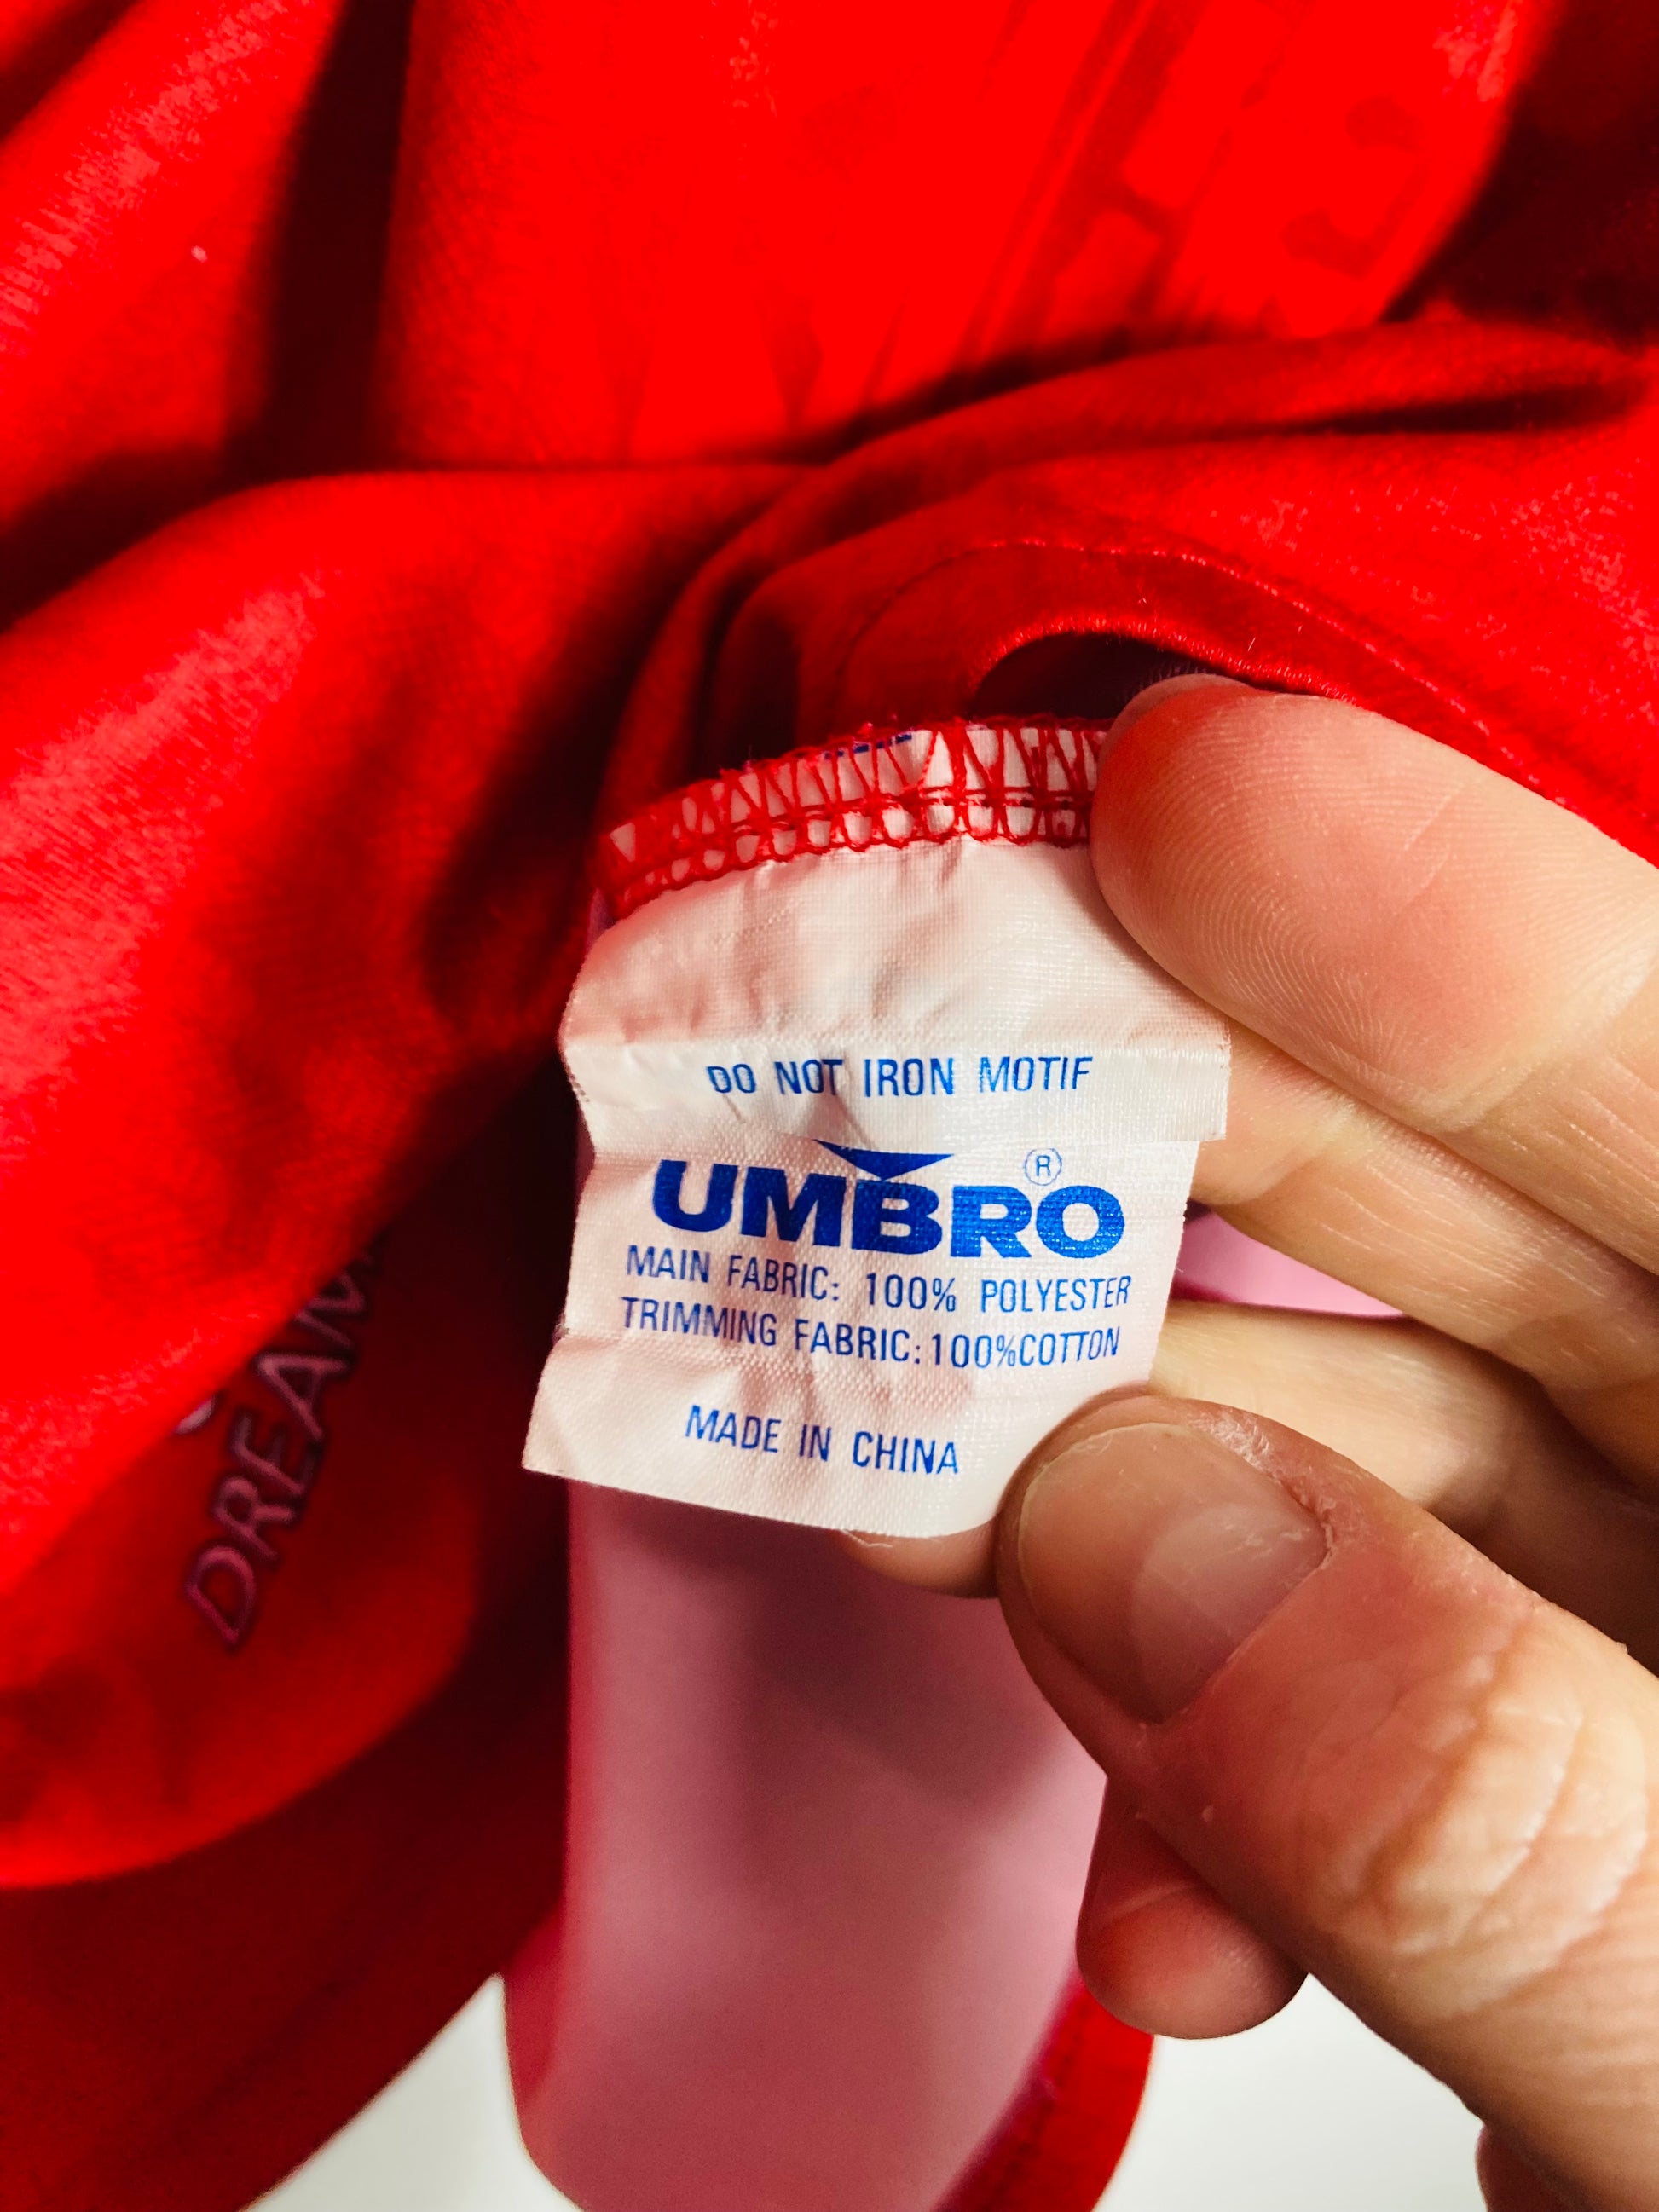 DO NOT IRON MOTIF
UMBRO®
MAIN FABRIC: 100% POLYESTER
TRIMMING FABRIC:100%COTTON
MADE IN CHINA